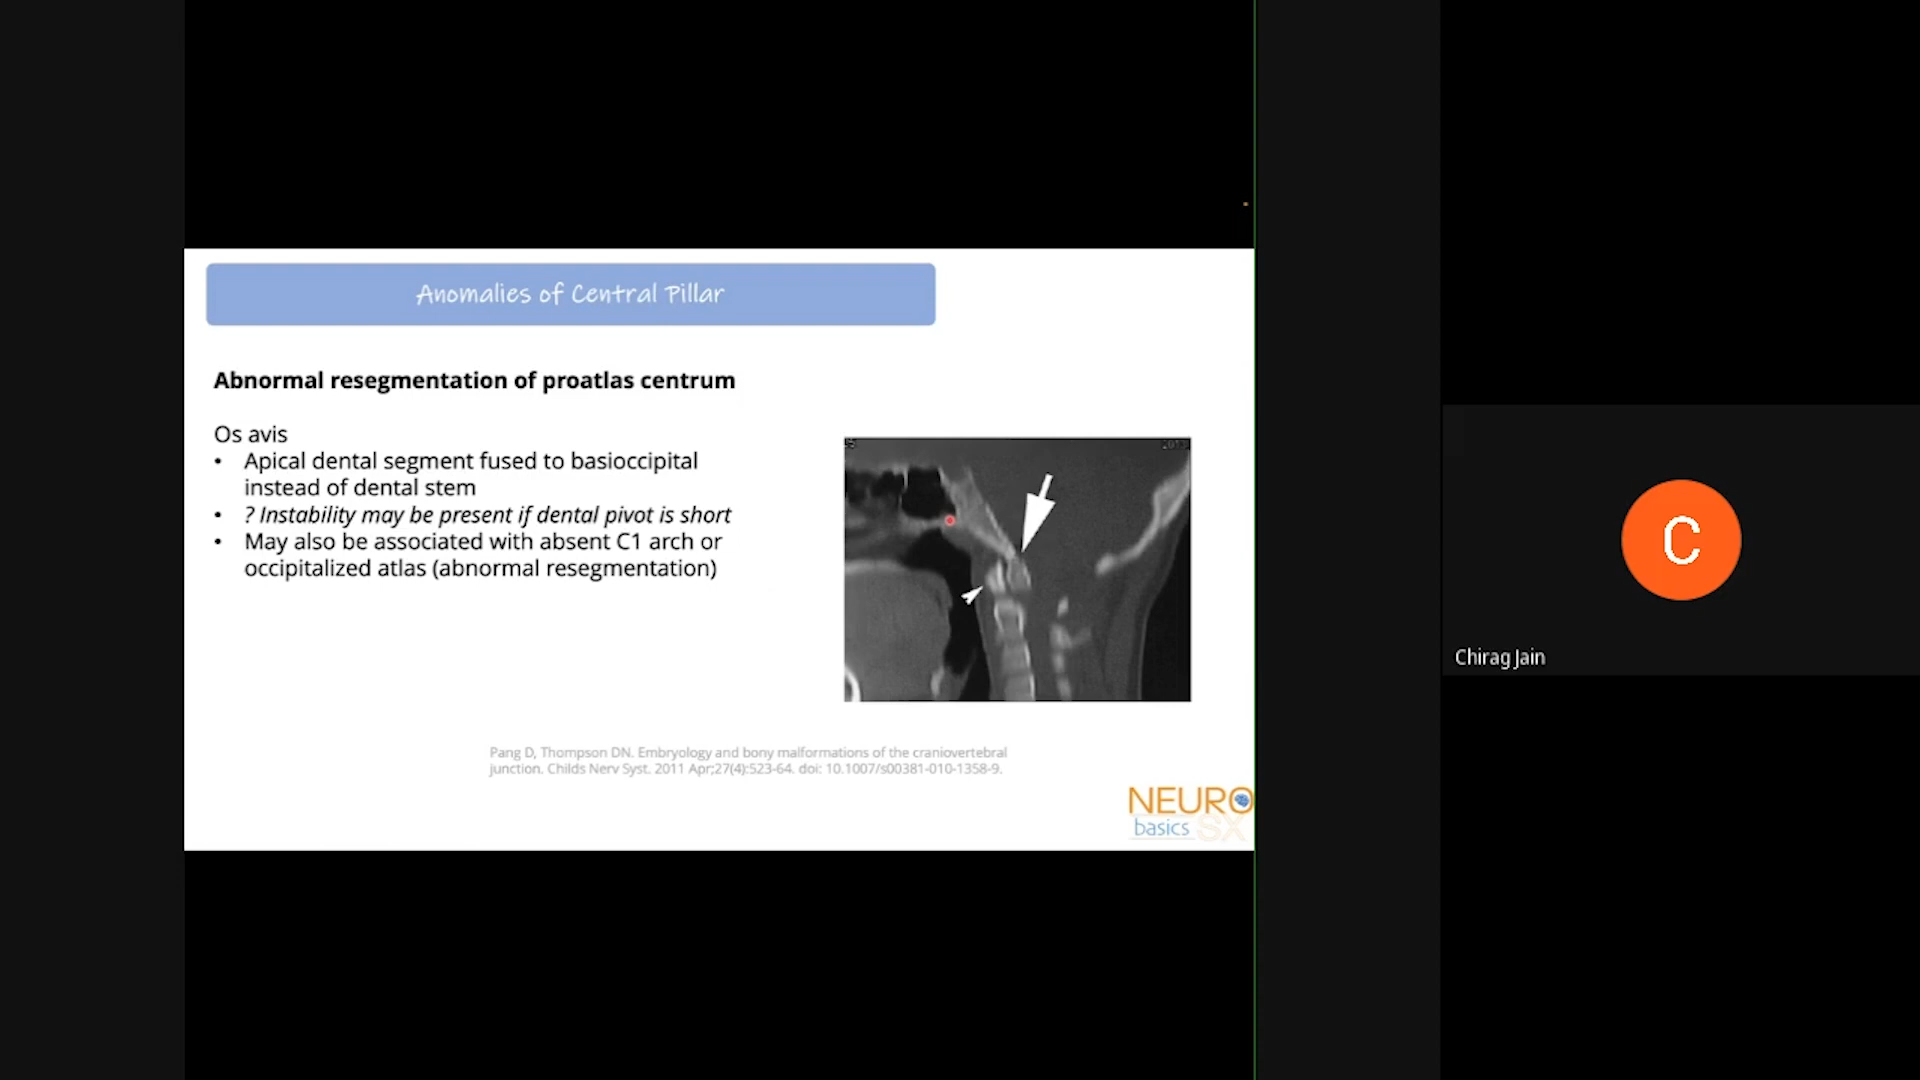 Anomalies of Central Pillar
Abnormal resegmentation of proatlas centrum
Os avis
• Apical dental segment fused to basioccipital
instead of dental stem
• ? Instability may be present if dental pivot is short
• May also be associated with absent C1 arch or
occipitalized atlas (abnormal resegmentation)
Pang D, Thompson DN. Embryology and bony malformations of the craniovertebral
junction. Childs Nerv Syst. 2011 Apr;27(4):523-64. doi: 10.1007/s00381-010-1358-9.
NEURO
basics SX
C
Chirag Jain